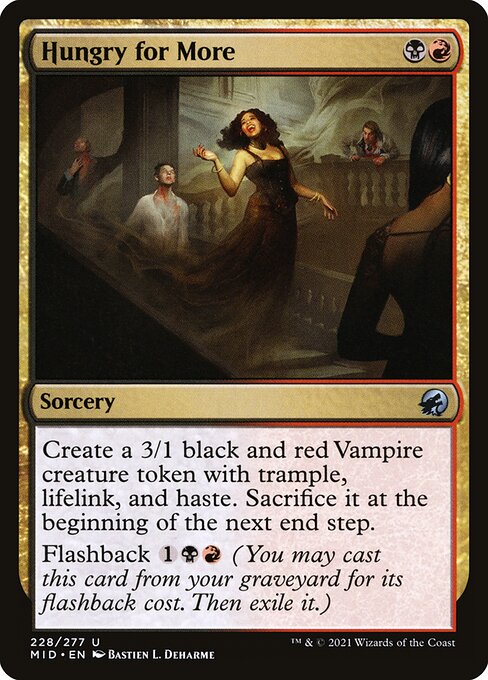 Hungry for More
Sorcery
Create a 3/1 black and red Vampire
creature token with trample,
lifelink, and haste. Sacrifice it at the
beginning of the next end step.
Flashback 1 (You may cast
this card from your graveyard for its
flashback cost. Then exile it.)
228/277 U
MID • EN Bastien L. Deharme
™ & © 2021 Wizards of the Coast